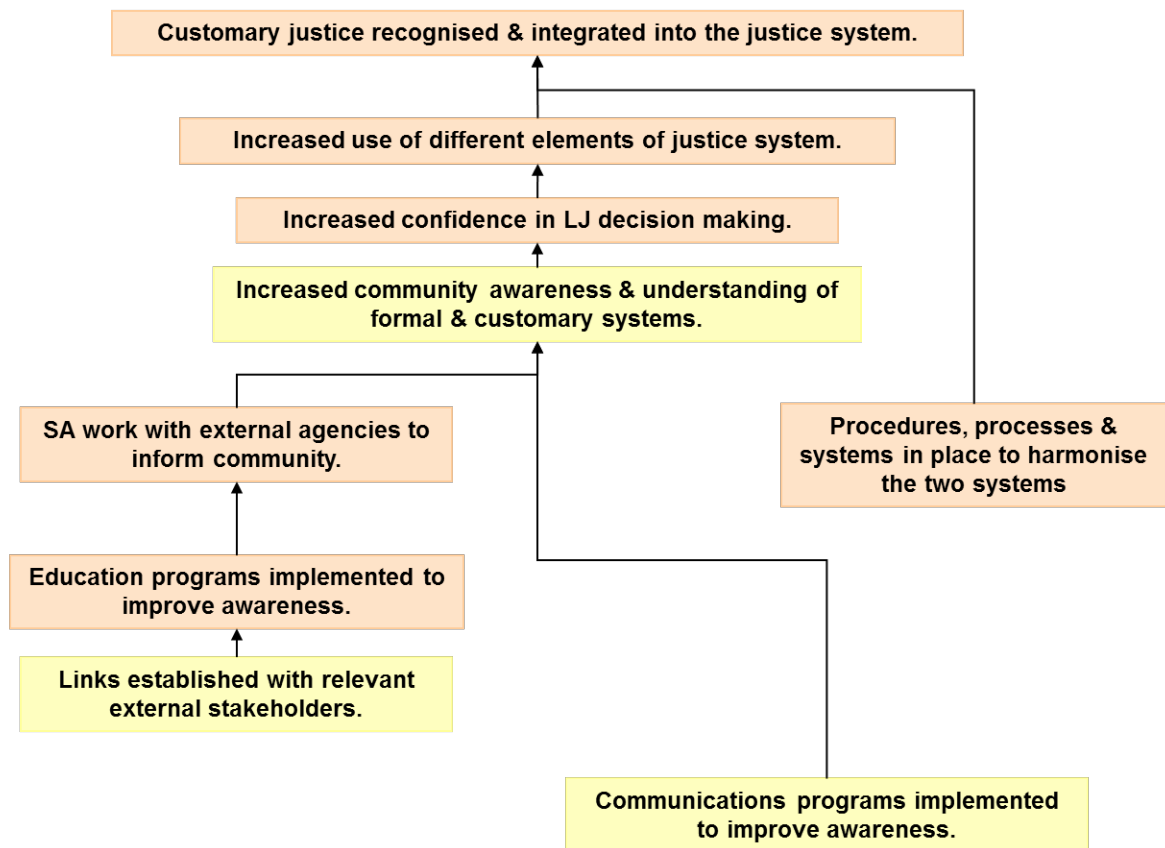 Customary justice recognised & integrated into the justice system.
Increased use of different elements of justice system.
Increased confidence in LJ decision making.
Increased community awareness & understanding of
formal & customary systems.
SA work with external agencies to
inform community.
Procedures, processes &
systems in place to harmonise
the two systems
Education programs implemented to
improve awareness.
Links established with relevant
external stakeholders.
Communications programs implemented
to improve awareness.